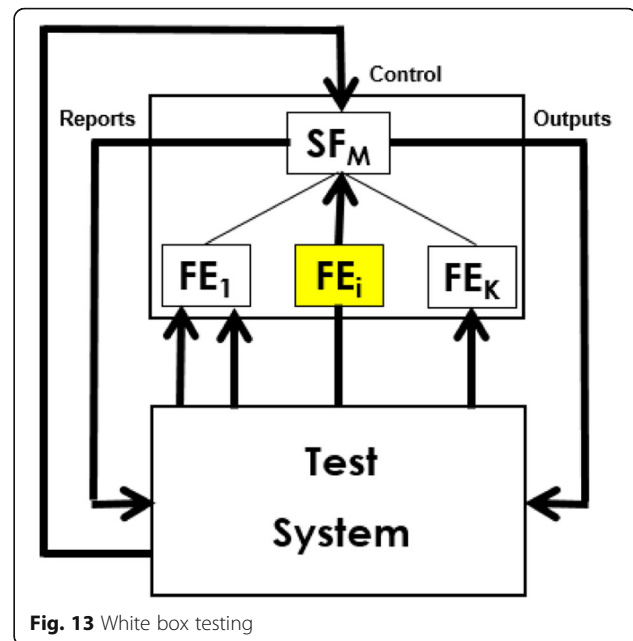 Control
Reports
Outputs
SF_M
FE_1
FE_i
FE_K
Test
System
Fig. 13 White box testing